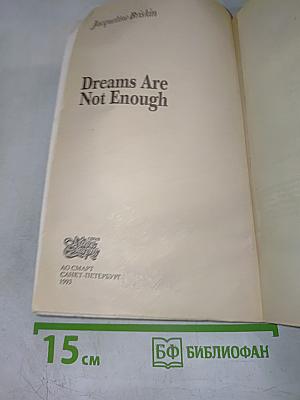 Jacqueline Briskin
Dreams Are
Not Enough
АО СМАРТ
САНКТ-ПЕТЕРБУРГ
1993
15 см
БФ БИБЛИОФАН